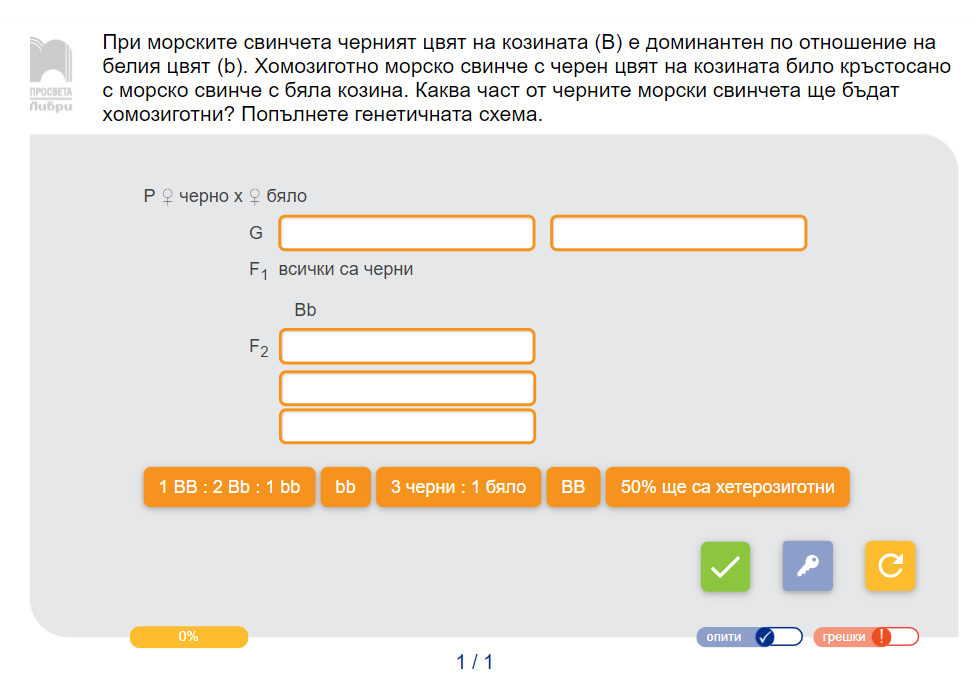 При морските свинчета черният цвят на козината (B) е доминантен по отношение на
белия цвят (b). Хомозиготно морско свинче с черен цвят на козината било кръстосано
с морско свинче с бяла козина. Каква част от черните морски свинчета ще бъдат
хомозиготни? Попълнете генетичната схема.
ПРОСВЕТА
Либри
P ♀ черно x ♀ бяло
G
F₁ всички са черни
Bb
F₂
1 BB : 2 Bb : 1 bb bb 3 черни : 1 бяло BB 50% ще са хетерозиготни
0% опити грешки !
1 / 1